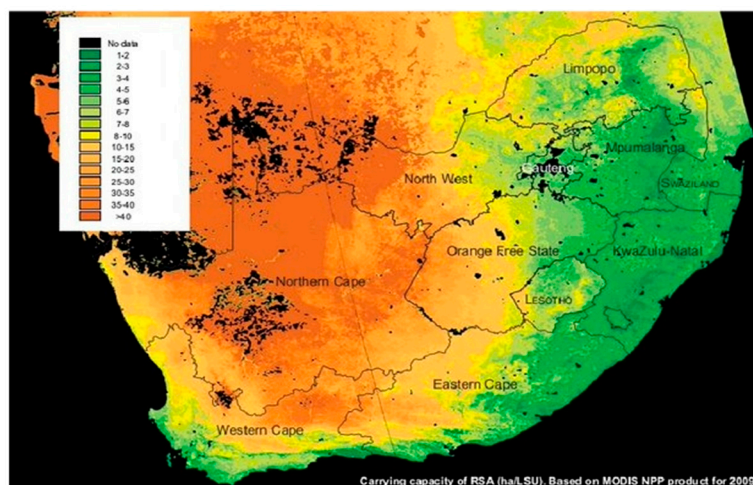 No data
1-2
2-3
3-4
4-5
5-6
6-7
7-8
8-10
10-15
15-20
20-25
25-30
30-35
35-40
>40
Limpopo
Mpumalanga
Gauteng
North West
SWAZILAND
Orange Free State
KwaZulu-Natal
Northern Cape
LESOTHO
Eastern Cape
Western Cape
Carrying capacity of RSA (ha/LSU). Based on MODIS NPP product for 2009